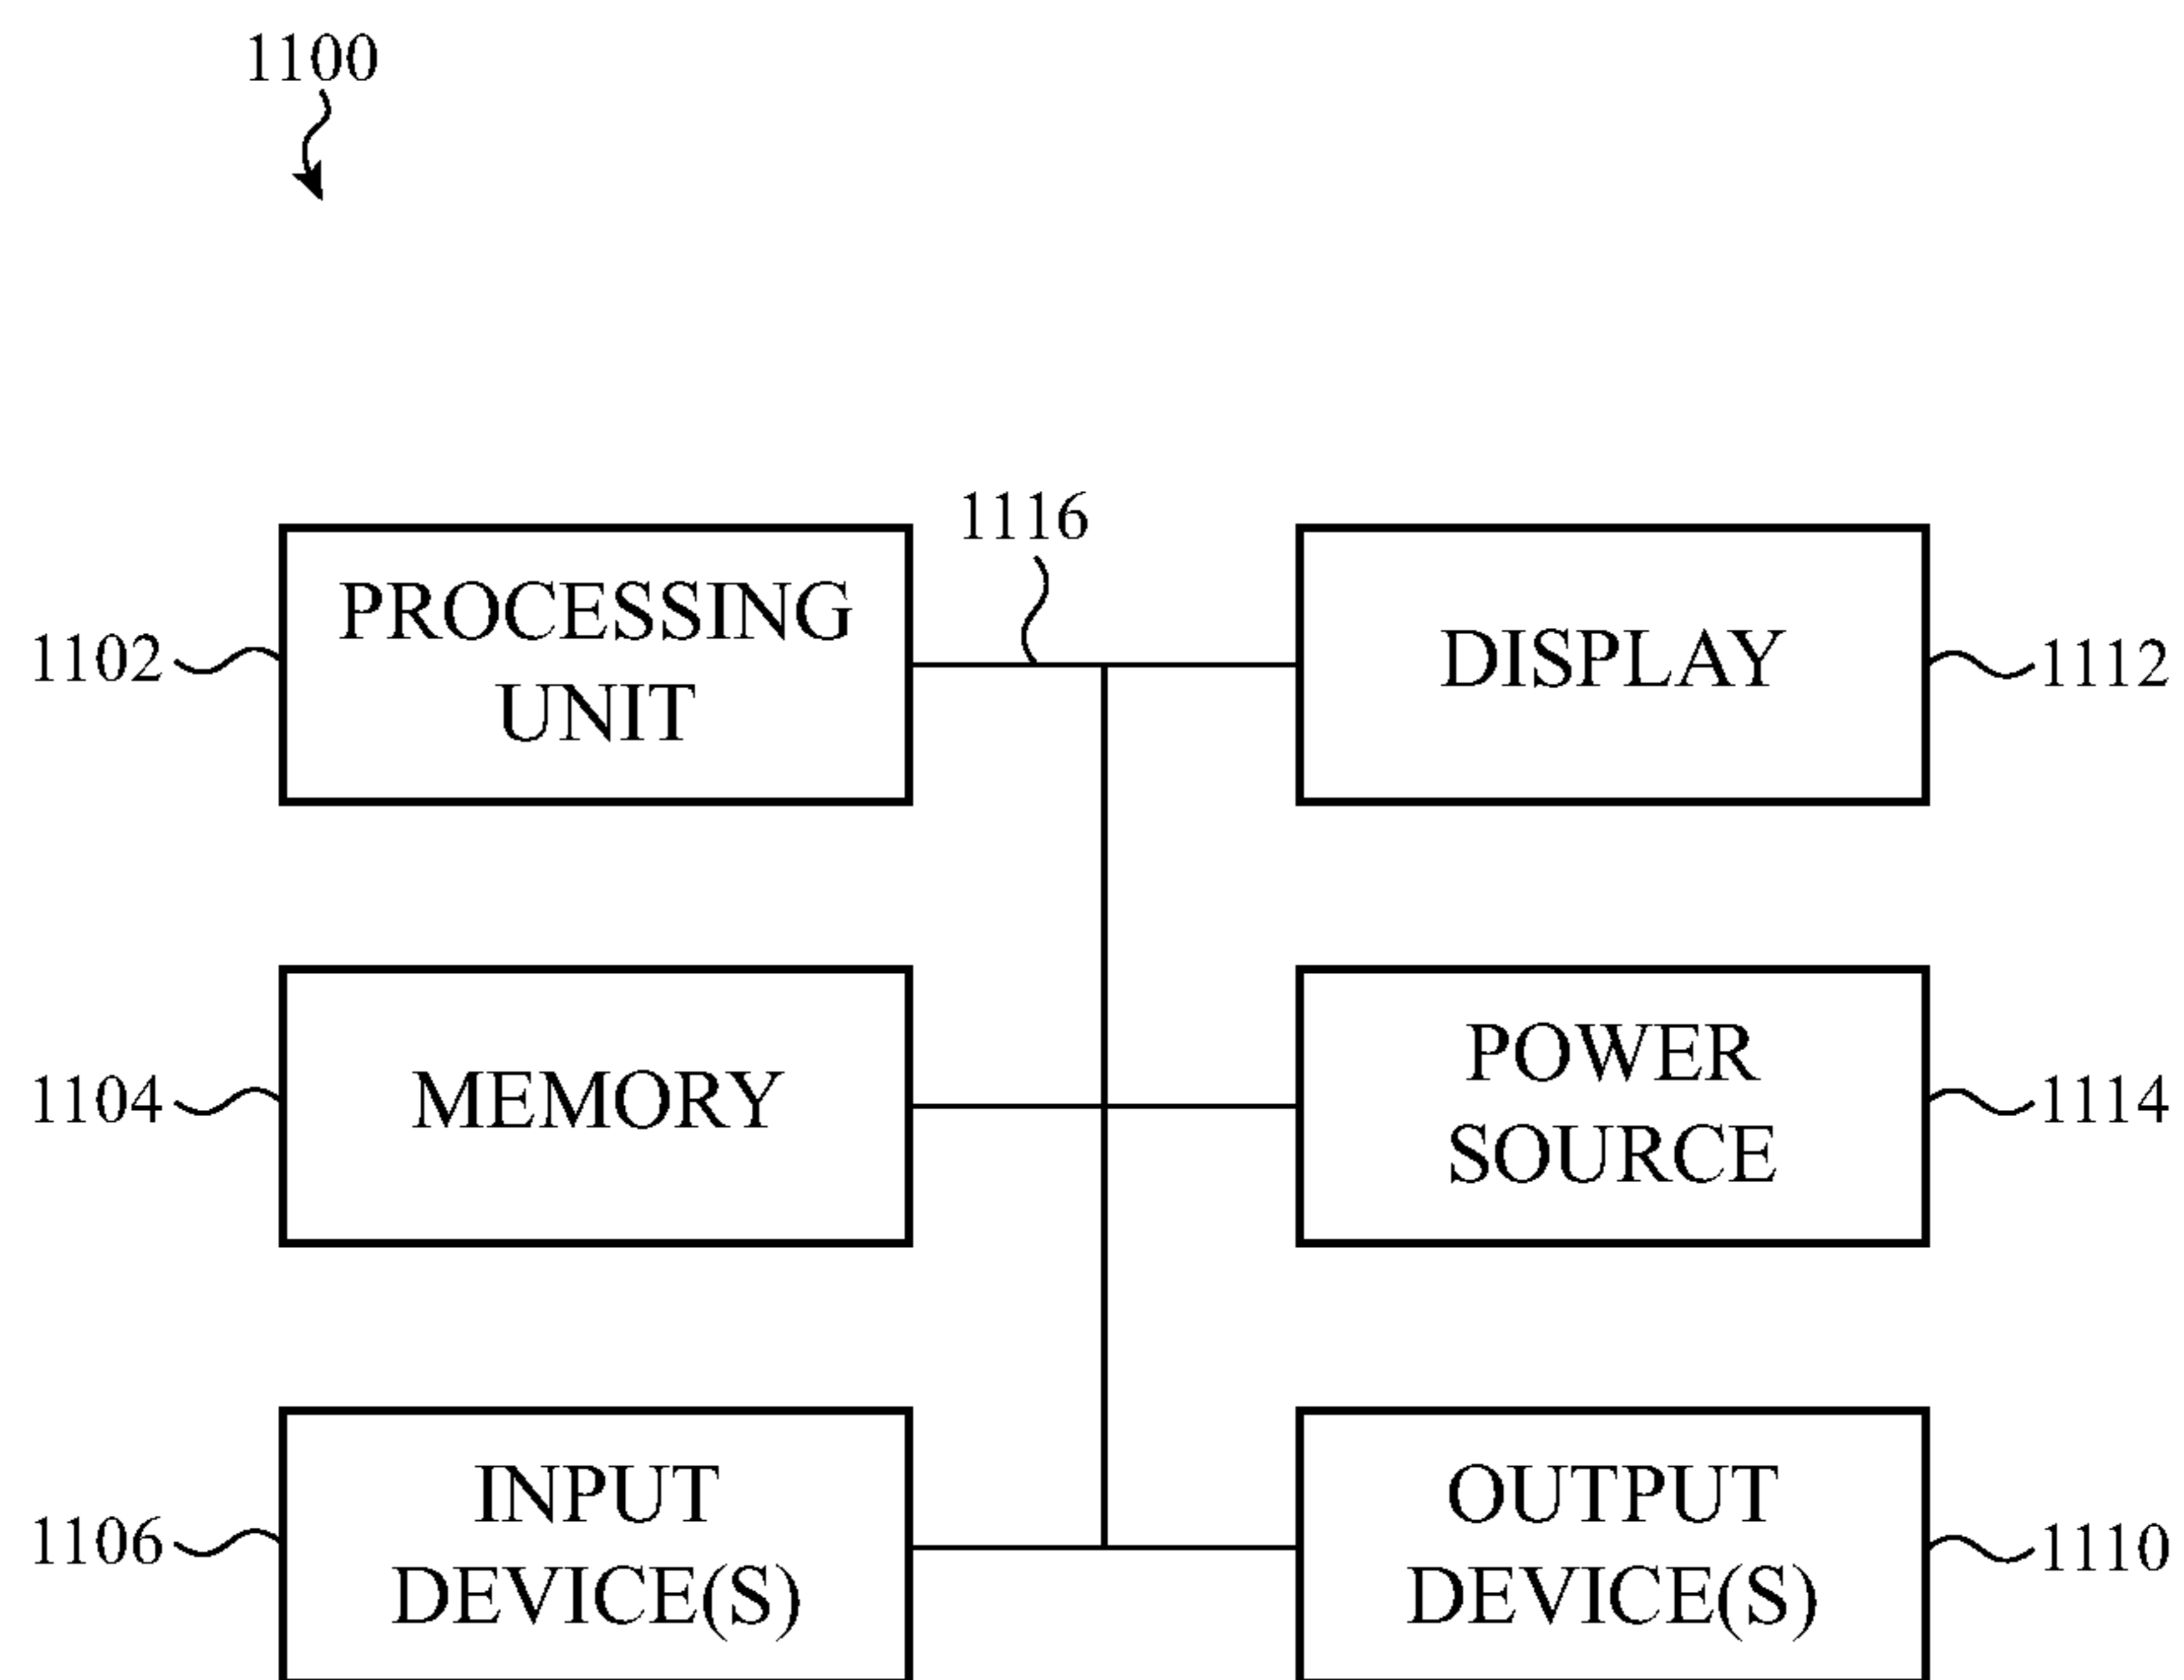 1100
1116
PROCESSING
UNIT
1102
DISPLAY
1112
MEMORY
1104
POWER
SOURCE
1114
INPUT
DEVICE(S)
1106
OUTPUT
DEVICE(S)
1110